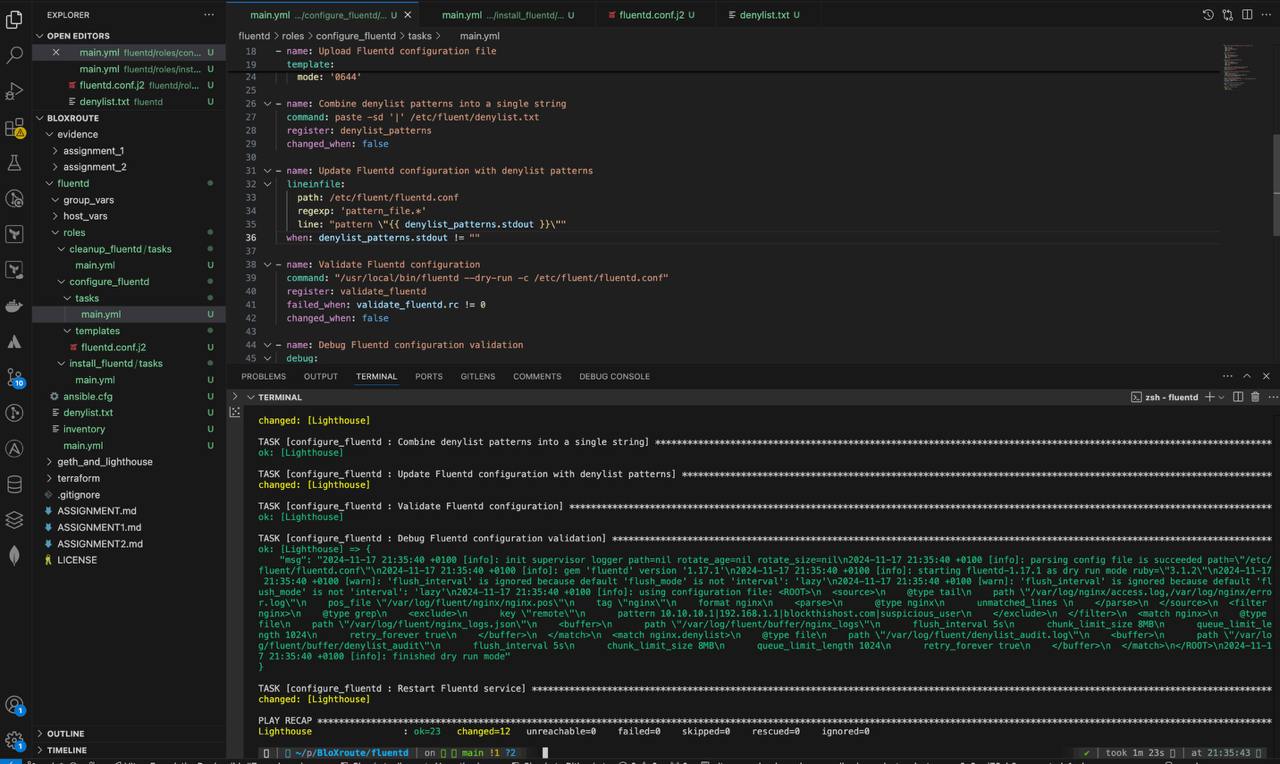 EXPLORER
OPEN EDITORS
main.yml fluentd/roles/con... U
main.yml fluentd/roles/inst... U
fluentd.conf.j2 fluentd/rol... U
denylist.txt fluentd U
BLOXROUTE
evidence
assignment_1
assignment_2
fluentd
group_vars
host_vars
roles
cleanup_fluentd / tasks
main.yml U
configure_fluentd
tasks
main.yml U
templates
fluentd.conf.j2 U
install_fluentd / tasks
main.yml U
ansible.cfg U
denylist.txt U
inventory U
main.yml U
geth_and_lighthouse
terraform
.gitignore
ASSIGNMENT.md
ASSIGNMENT1.md
ASSIGNMENT2.md
LICENSE
OUTLINE
TIMELINE
10
1
1
main.yml .../configure_fluentd/... U
main.yml .../install_fluentd/... U
fluentd.conf.j2 U
denylist.txt U
fluentd > roles > configure_fluentd > tasks > main.yml
18 - name: Upload Fluentd configuration file
19 template:
24 mode: '0644'
25
26 - name: Combine denylist patterns into a single string
27 command: paste -sd '|' /etc/fluent/denylist.txt
28 register: denylist_patterns
29 changed_when: false
30
31 - name: Update Fluentd configuration with denylist patterns
32 lineinfile:
33 path: /etc/fluent/fluentd.conf
34 regexp: 'pattern_file.*'
35 line: "pattern \"{{ denylist_patterns.stdout }}\""
36 when: denylist_patterns.stdout != ""
37
38 - name: Validate Fluentd configuration
39 command: "/usr/local/bin/fluentd --dry-run -c /etc/fluent/fluentd.conf"
40 register: validate_fluentd
41 failed_when: validate_fluentd.rc != 0
42 changed_when: false
43
44 - name: Debug Fluentd configuration validation
45 debug:
PROBLEMS OUTPUT TERMINAL PORTS GITLENS COMMENTS DEBUG CONSOLE
TERMINAL
zsh - fluentd
changed: [Lighthouse]
TASK [configure_fluentd : Combine denylist patterns into a single string] ****
ok: [Lighthouse]
TASK [configure_fluentd : Update Fluentd configuration with denylist patterns] ****
changed: [Lighthouse]
TASK [configure_fluentd : Validate Fluentd configuration] ****
ok: [Lighthouse]
TASK [configure_fluentd : Debug Fluentd configuration validation] ****
ok: [Lighthouse] => {
"msg": "2024-11-17 21:35:40 +0100 [info]: init supervisor logger path=nil rotate_age=nil rotate_size=nil\n2024-11-17 21:35:40 +0100 [info]: parsing config file is succeeded path=\"/etc/
fluent/fluentd.conf\"\n2024-11-17 21:35:40 +0100 [info]: gem 'fluentd' version '1.17.1'\n2024-11-17 21:35:40 +0100 [info]: starting fluentd-1.17.1 as dry run mode ruby=\"3.1.2\"\n2024-11-17
21:35:40 +0100 [warn]: 'flush_interval' is ignored because default 'flush_mode' is not 'interval': 'lazy'\n2024-11-17 21:35:40 +0100 [warn]: 'flush_interval' is ignored because default 'fl
ush_mode' is not 'interval': 'lazy'\n2024-11-17 21:35:40 +0100 [info]: using configuration file: <ROOT>\n <source>\n @type tail\n path \"/var/log/nginx/access.log,/var/log/nginx/erro
r.log\"\n pos_file \"/var/log/fluent/nginx/nginx.pos\"\n tag \"nginx\"\n format nginx\n <parse>\n @type nginx\n unmatched_lines \n </parse>\n </source>\n <filter
nginx>\n @type grep\n <exclude>\n key \"remote\"\n pattern 10.10.10.1|192.168.1.1|blockthishost.com|suspicious_user\n </exclude>\n </filter>\n <match nginx>\n @type
file\n path \"/var/log/fluent/nginx_logs.json\"\n <buffer>\n path \"/var/log/fluent/buffer/nginx_logs\"\n flush_interval 5s\n chunk_limit_size 8MB\n queue_limit_le
ngth 1024\n retry_forever true\n </buffer>\n </match>\n <match nginx.denylist>\n @type file\n path \"/var/log/fluent/denylist_audit.log\"\n <buffer>\n path \"/var/lo
g/fluent/buffer/denylist_audit\"\n flush_interval 5s\n chunk_limit_size 8MB\n queue_limit_length 1024\n retry_forever true\n </buffer>\n </match>\n</ROOT>\n2024-11-1
7 21:35:40 +0100 [info]: finished dry run mode"
}
TASK [configure_fluentd : Restart Fluentd service] ****
changed: [Lighthouse]
PLAY RECAP ****
Lighthouse : ok=23 changed=12 unreachable=0 failed=0 skipped=0 rescued=0 ignored=0
~/p/BloXroute/fluentd | on main !1 ?2
✔ | took 1m 23s | at 21:35:43